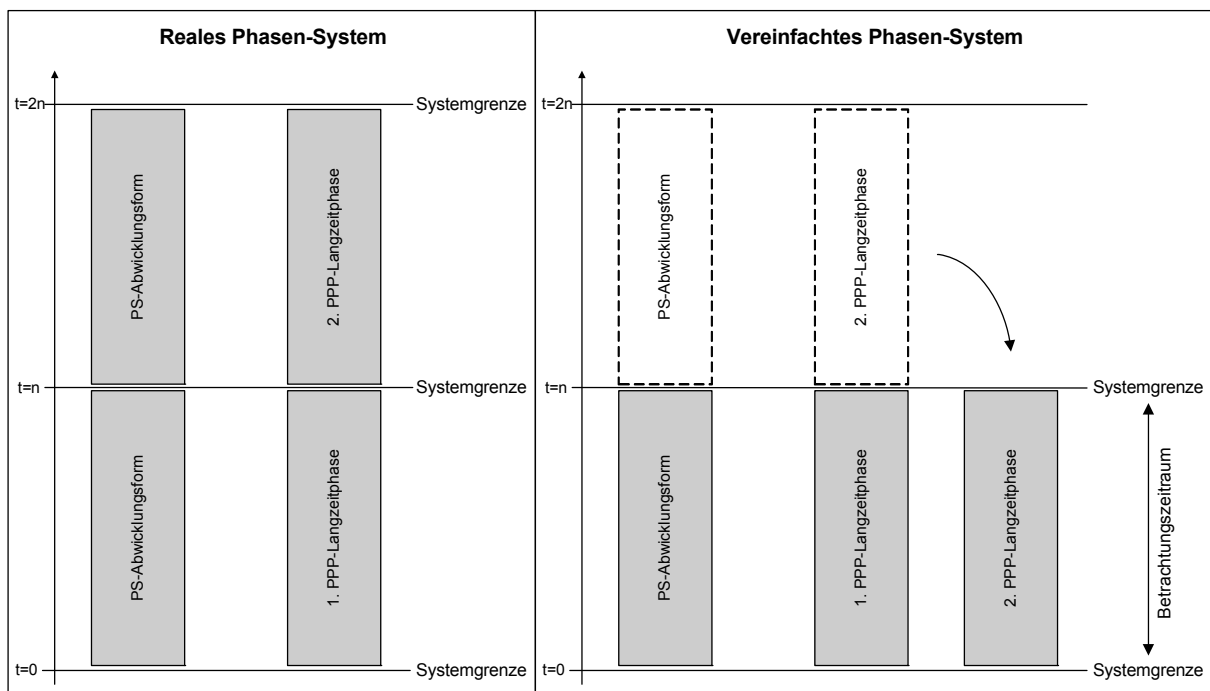 Reales Phasen-System
t=2n
Systemgrenze
PS-Abwicklungsform
2. PPP-Langzeitphase
t=n
Systemgrenze
PS-Abwicklungsform
1. PPP-Langzeitphase
t=0
Systemgrenze
Vereinfachtes Phasen-System
t=2n
PS-Abwicklungsform
2. PPP-Langzeitphase
t=n
Systemgrenze
PS-Abwicklungsform
1. PPP-Langzeitphase
2. PPP-Langzeitphase
Betrachtungszeitraum
t=0
Systemgrenze